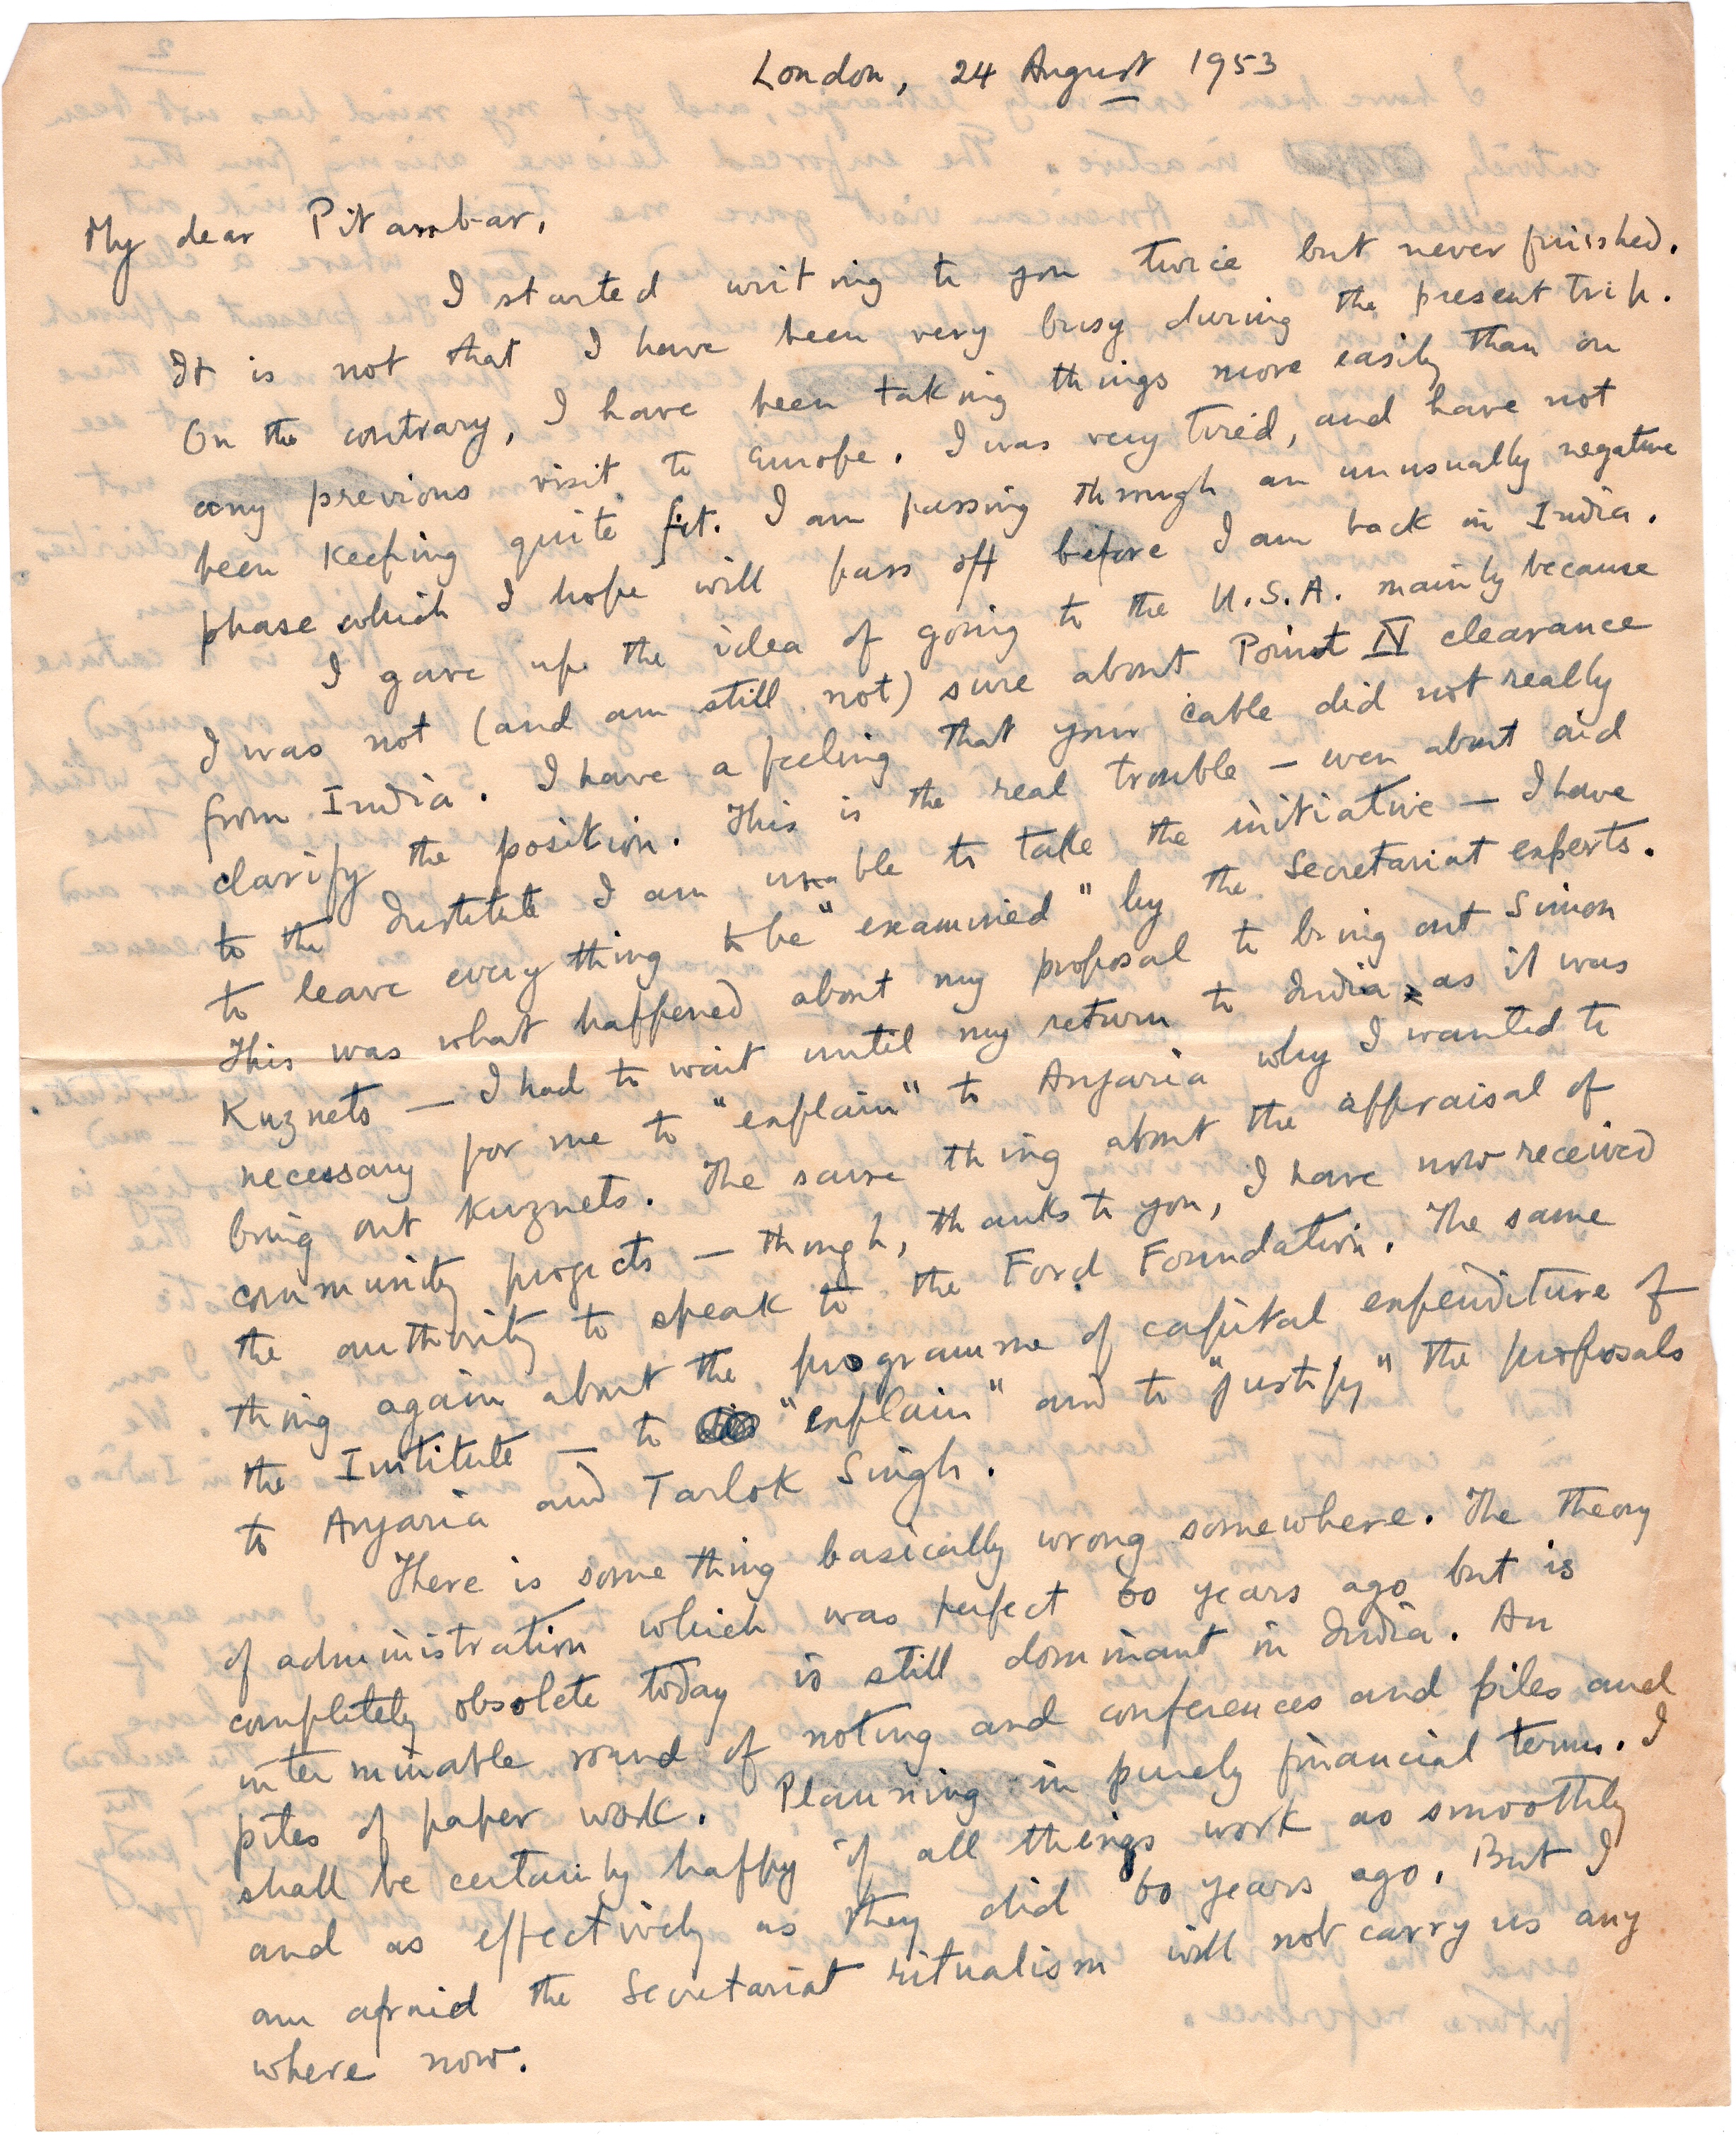 London, 24 August 1953
My dear Pitambar,
I started writing to you twice but never finished.
It is not that I have been very busy during the present trip.
On the contrary, I have been taking things more easily than on
any previous visit to Europe. I was very tired, and have not
been keeping quite fit. I am passing through an unusually negative
phase which I hope will pass off before I am back in India.
I gave up the idea of going to the U.S.A. mainly because
I was not (and am still not) sure about Point IV clearance
from India. I have a feeling that your cable did not really
clarify the position. This is the real trouble — even about aid
to the Institute I am unable to take the initiative — I have
to leave every thing to be "examined" by the Secretariat experts.
This was what happened about my proposal to bring out Simon
Kuznets — I had to wait until my return to India as it was
necessary for me to "explain" to Anjaria why I wanted to
bring out Kuznets. The same thing about the appraisal of
community projects — though, thanks to you, I have now received
the authority to speak to the Ford Foundation. The same
thing again about the programme of capital expenditure of
the Institute — to "explain" and to "justify" the proposals
to Anjaria and Tarlok Singh.
There is something basically wrong somewhere. The theory
of administration which was perfect 60 years ago but is
completely obsolete today is still dominant in India. An
interminable round of noting and conferences and piles and
piles of paper work. Planning in purely financial terms. I
shall be certainly happy if all things work as smoothly
and as effectively as they did 60 years ago. But I
am afraid the Secretariat ritualism will not carry us any
where now.